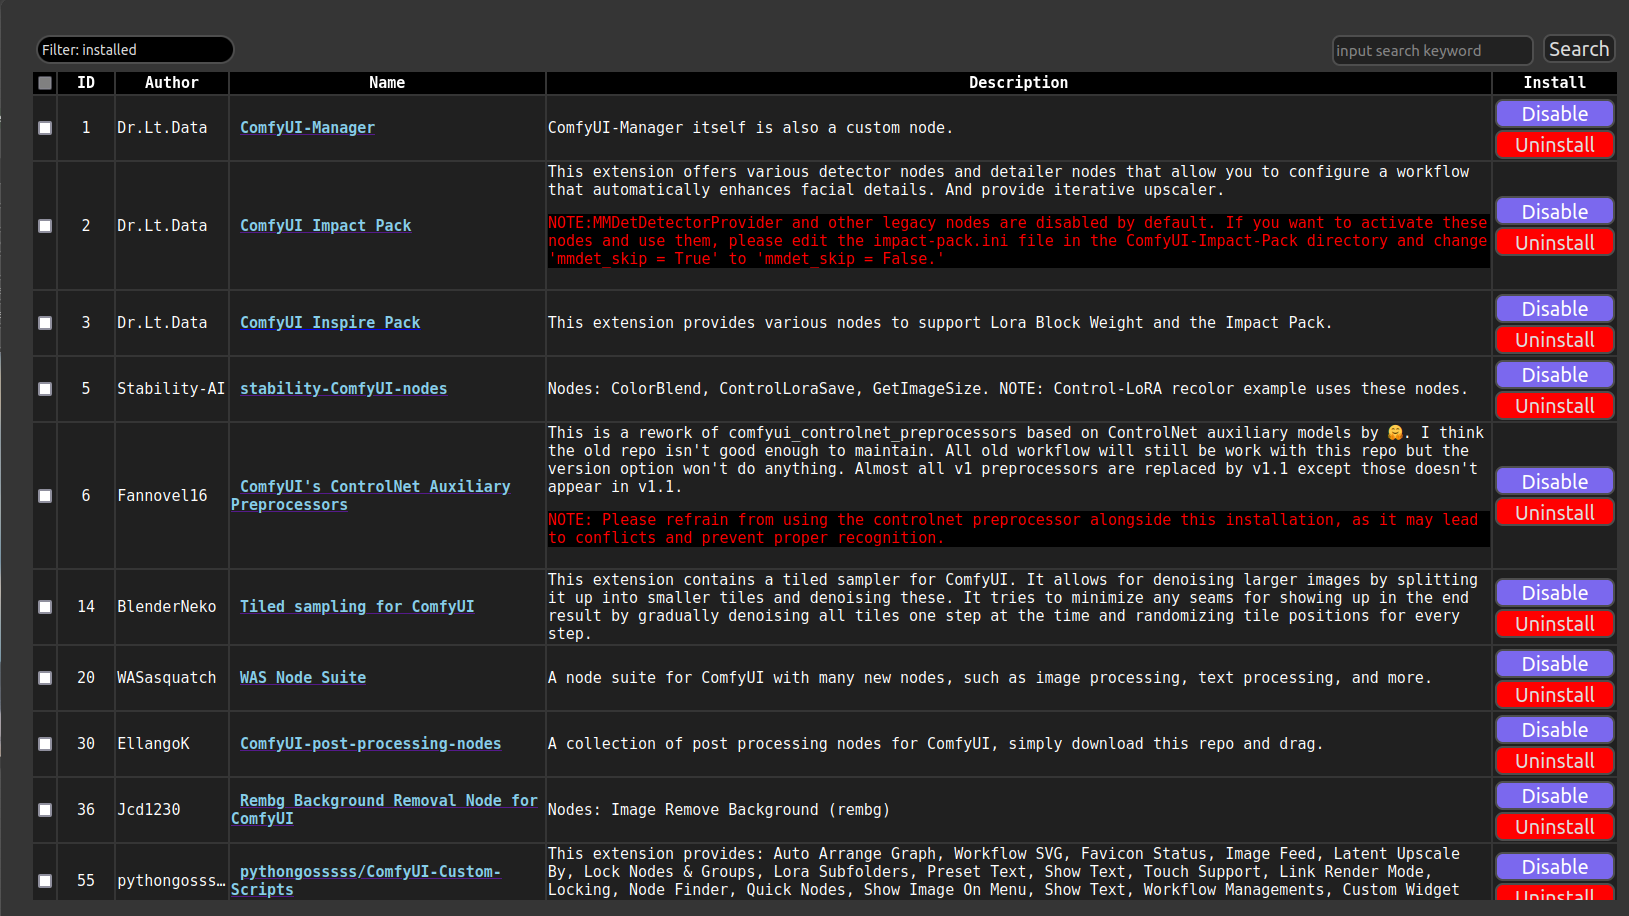 Filter: installed
input search keyword
Search
ID Author Name Description Install
1 Dr.Lt.Data ComfyUI-Manager ComfyUI-Manager itself is also a custom node.
Disable
Uninstall
2 Dr.Lt.Data ComfyUI Impact Pack
This extension offers various detector nodes and detailer nodes that allow you to configure a workflow
that automatically enhances facial details. And provide iterative upscaler.
NOTE:MMDetDetectorProvider and other legacy nodes are disabled by default. If you want to activate these
nodes and use them, please edit the impact-pack.ini file in the ComfyUI-Impact-Pack directory and change
'mmdet_skip = True' to 'mmdet_skip = False.'
Disable
Uninstall
3 Dr.Lt.Data ComfyUI Inspire Pack This extension provides various nodes to support Lora Block Weight and the Impact Pack.
Disable
Uninstall
5 Stability-AI stability-ComfyUI-nodes Nodes: ColorBlend, ControlLoraSave, GetImageSize. NOTE: Control-LoRA recolor example uses these nodes.
Disable
Uninstall
6 Fannovel16
ComfyUI's ControlNet Auxiliary
Preprocessors
This is a rework of comfyui_controlnet_preprocessors based on ControlNet auxiliary models by 🤗. I think
the old repo isn't good enough to maintain. All old workflow will still be work with this repo but the
version option won't do anything. Almost all v1 preprocessors are replaced by v1.1 except those doesn't
appear in v1.1.
NOTE: Please refrain from using the controlnet preprocessor alongside this installation, as it may lead
to conflicts and prevent proper recognition.
Disable
Uninstall
14 BlenderNeko Tiled sampling for ComfyUI
This extension contains a tiled sampler for ComfyUI. It allows for denoising larger images by splitting
it up into smaller tiles and denoising these. It tries to minimize any seams for showing up in the end
result by gradually denoising all tiles one step at the time and randomizing tile positions for every
step.
Disable
Uninstall
20 WASasquatch WAS Node Suite A node suite for ComfyUI with many new nodes, such as image processing, text processing, and more.
Disable
Uninstall
30 EllangoK ComfyUI-post-processing-nodes A collection of post processing nodes for ComfyUI, simply download this repo and drag.
Disable
Uninstall
36 Jcd1230
Rembg Background Removal Node for
ComfyUI
Nodes: Image Remove Background (rembg)
Disable
Uninstall
55 pythongosss…
pythongosssss/ComfyUI-Custom-
Scripts
This extension provides: Auto Arrange Graph, Workflow SVG, Favicon Status, Image Feed, Latent Upscale
By, Lock Nodes & Groups, Lora Subfolders, Preset Text, Show Text, Touch Support, Link Render Mode,
Locking, Node Finder, Quick Nodes, Show Image On Menu, Show Text, Workflow Managements, Custom Widget
Disable
Uninstall